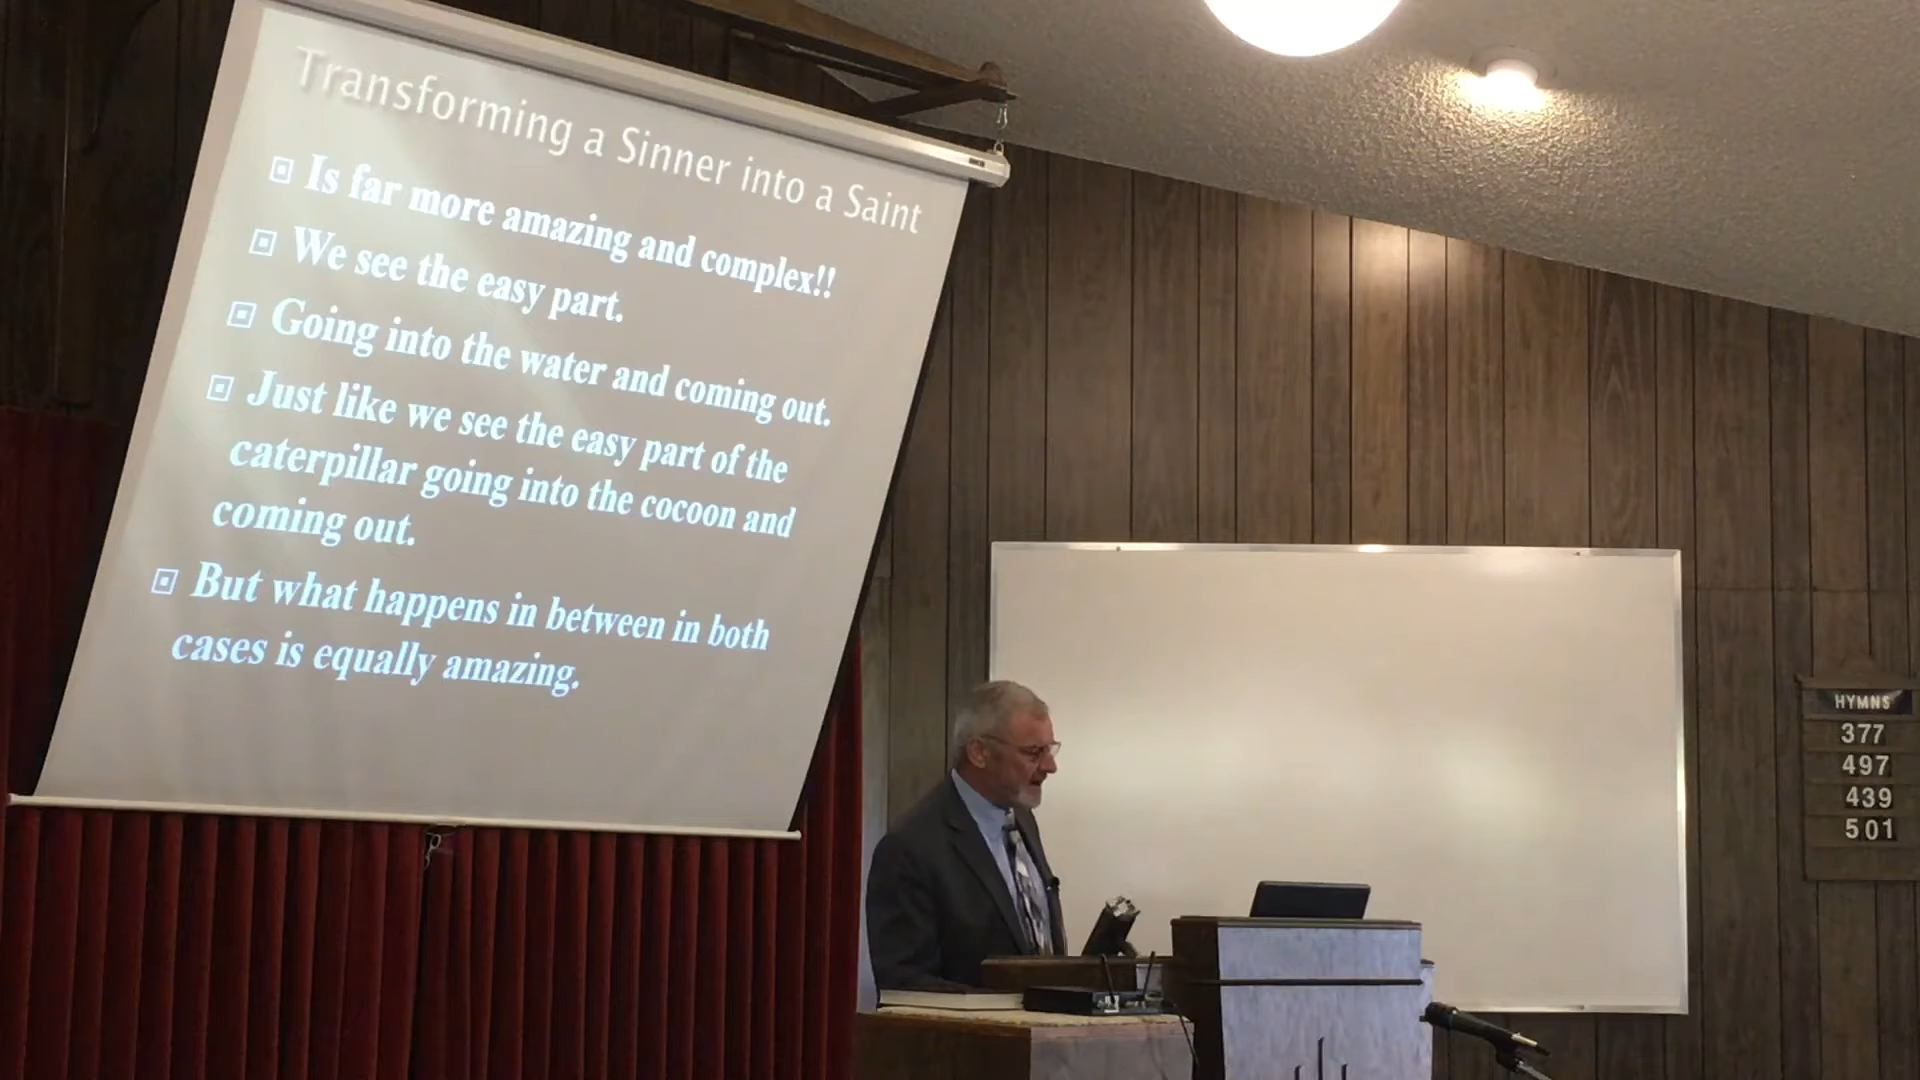 Transforming a Sinner into a Saint
Is far more amazing and complex!!
We see the easy part.
Going into the water and coming out.
Just like we see the easy part of the
caterpillar going into the cocoon and
coming out.
But what happens in between in both
cases is equally amazing.
HYMNS
377
497
439
501